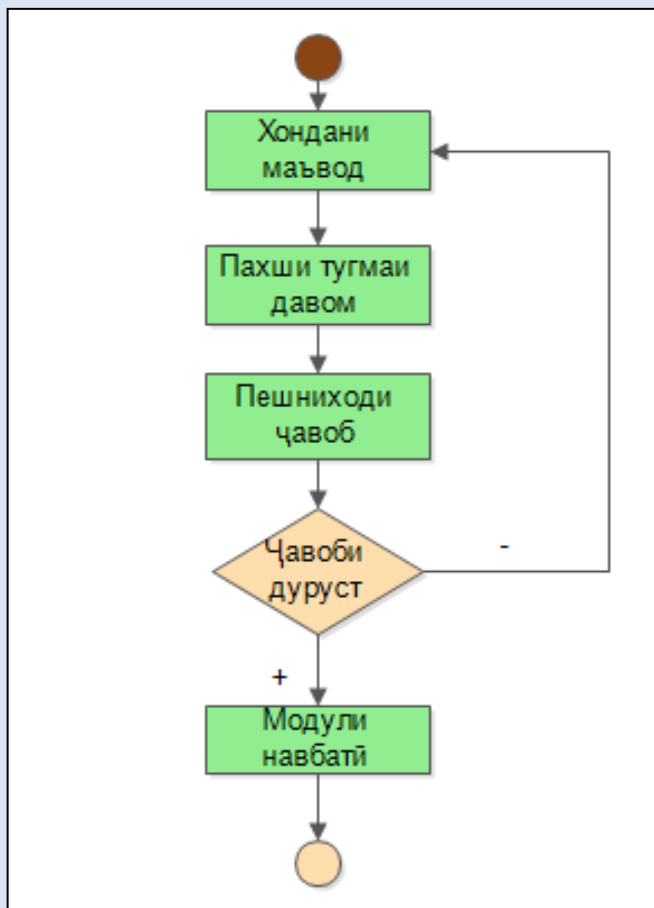 Хондани
маъвод
Пахши тугмаи
давом
Пешниходи
ҷавоб
Ҷавоби
дуруст
-
+
Модули
навбатӣ